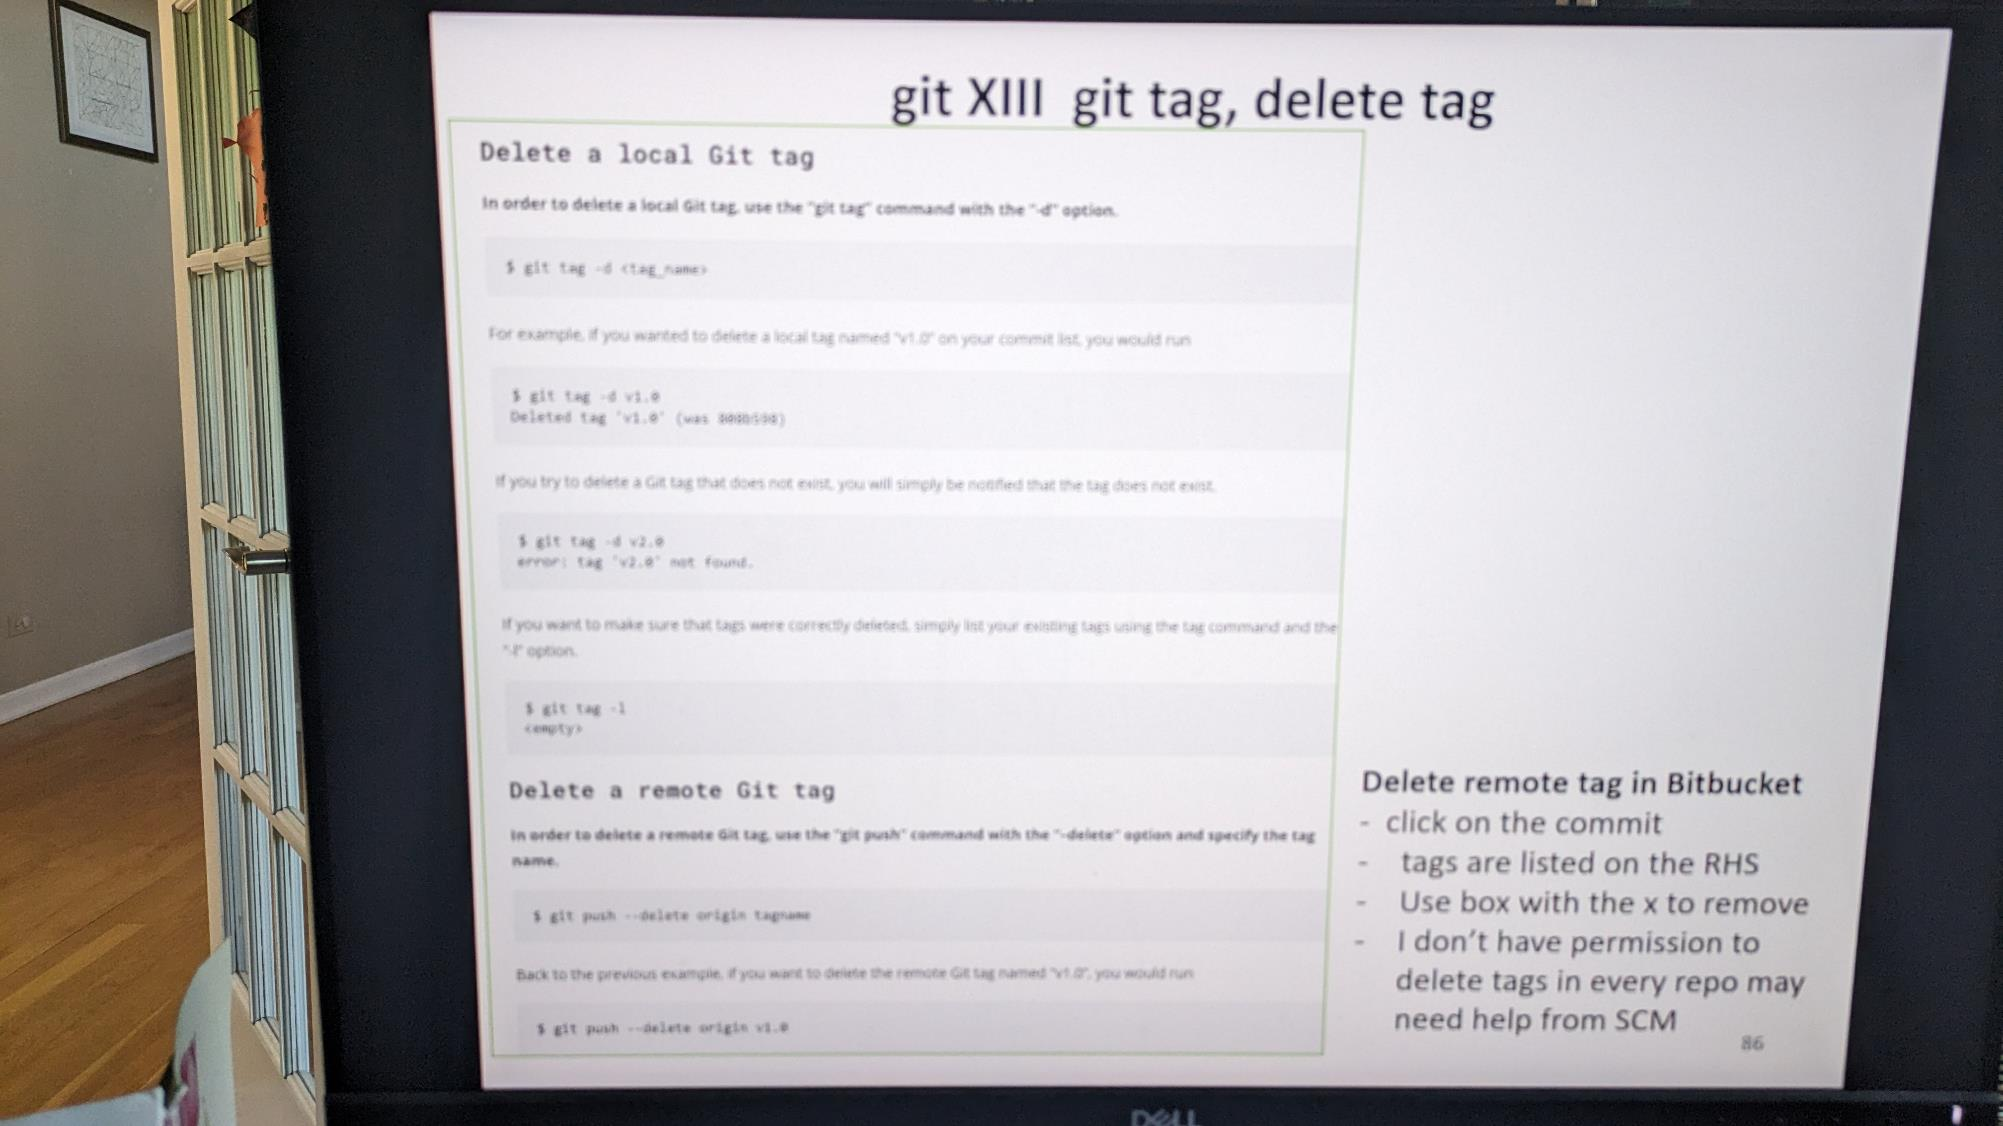 git XIII git tag, delete tag
Delete a local Git tag
In order to delete a local Git tag, use the "git tag" command with the "-d" option.
$ git tag -d <tag_name>
For example, if you wanted to delete a local tag named "v1.0" on your commit list, you would run
$ git tag -d v1.0
Deleted tag 'v1.0' (was
If you try to delete a Git tag that does not exist, you will simply be notified that the tag does not exist.
$ git tag -d v2.0
error: tag 'v2.0' not found.
If you want to make sure that tags were correctly deleted, simply list your existing tags using the tag command and the
"-l" option.
$ git tag -l
<empty>
Delete a remote Git tag
In order to delete a remote Git tag, use the "git push" command with the "-delete" option and specify the tag
name.
$ git push --delete origin tagname
Back to the previous example, if you want to delete the remote Git tag named "v1.0", you would run
$ git push --delete origin v1.0
Delete remote tag in Bitbucket
- click on the commit
- tags are listed on the RHS
- Use box with the x to remove
- I don't have permission to
delete tags in every repo may
need help from SCM
86
DELL